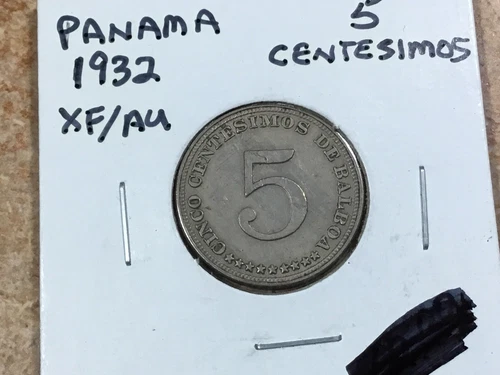 PANAMA
1932
XF/AU
5
CENTESIMOS
CINCO CENTESIMOS DE BALBOA
5